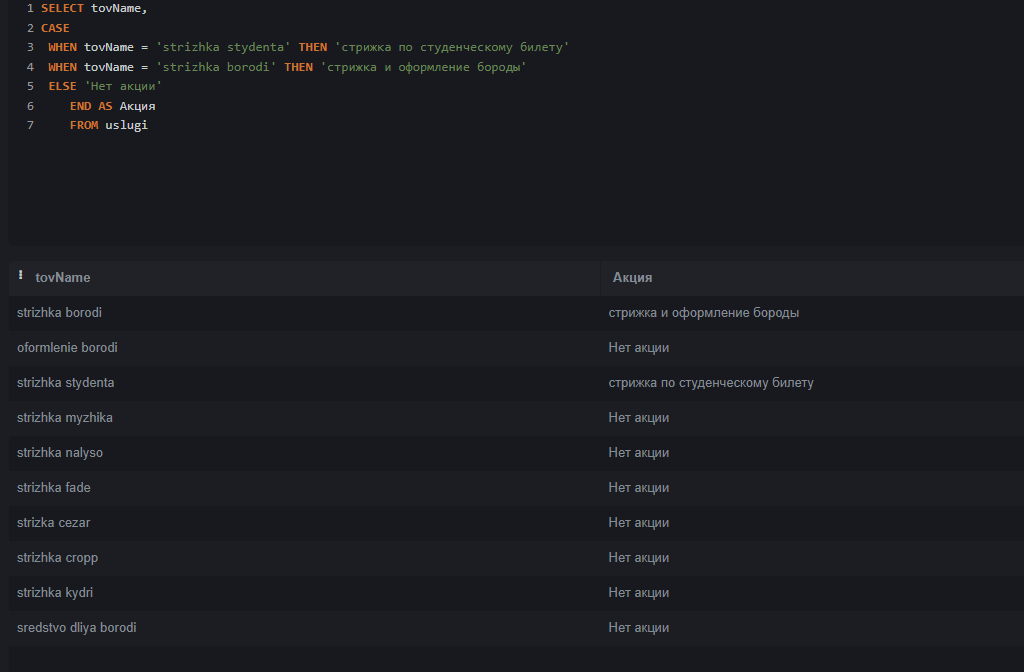 1 SELECT tovName,
2 CASE
3 WHEN tovName = 'strizhka stydenta' THEN 'стрижка по студенческому билету'
4 WHEN tovName = 'strizhka borodi' THEN 'стрижка и оформление бороды'
5 ELSE 'Нет акции'
6 END AS Акция
7 FROM uslugi
tovName Акция
strizhka borodi стрижка и оформление бороды
oformlenie borodi Нет акции
strizhka stydenta стрижка по студенческому билету
strizhka myzhika Нет акции
strizhka nalyso Нет акции
strizhka fade Нет акции
strizka cezar Нет акции
strizhka cropp Нет акции
strizhka kydri Нет акции
sredstvo dliya borodi Нет акции